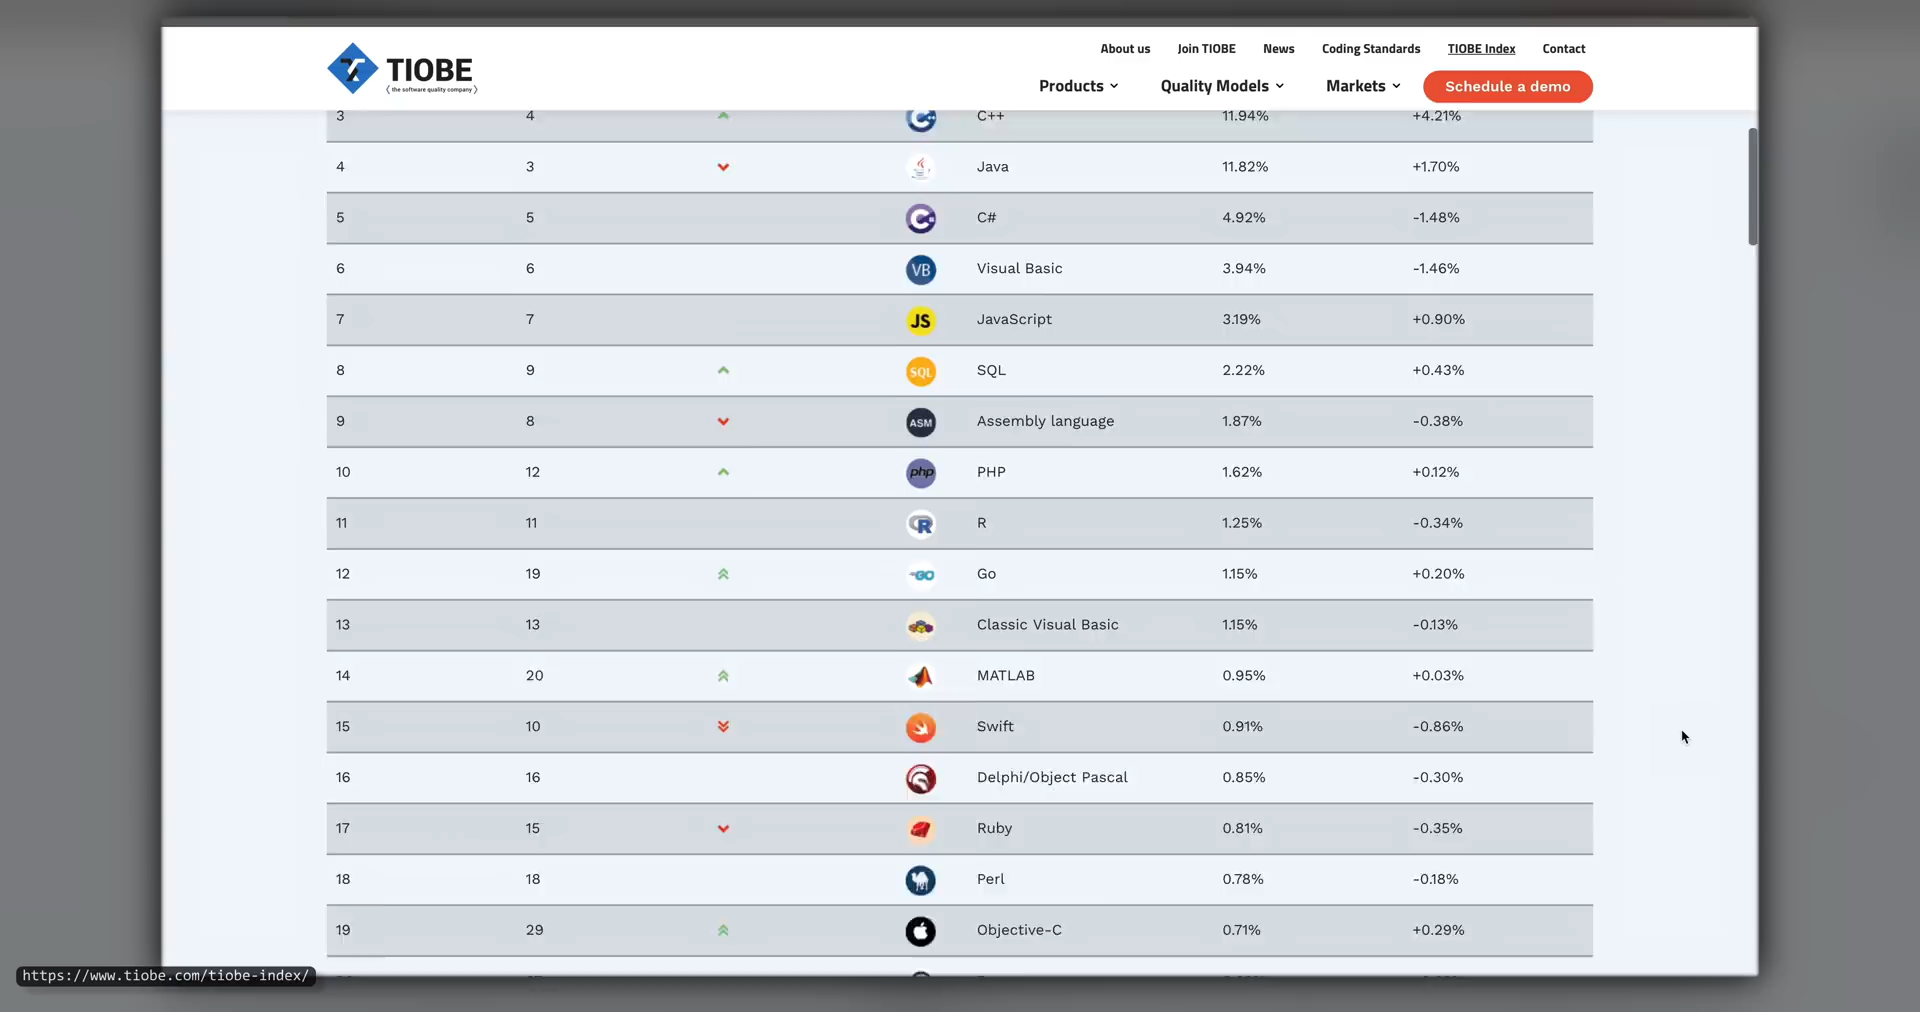 About us Join TIOBE News Coding Standards TIOBE Index Contact
TIOBE
(the software quality company)
Products Quality Models Markets Schedule a demo
3 4 C++ 11.94% +4.21%
4 3 Java 11.82% +1.70%
5 5 C# 4.92% -1.48%
6 6 VB Visual Basic 3.94% -1.46%
7 7 JS JavaScript 3.19% +0.90%
8 9 SQL SQL 2.22% +0.43%
9 8 ASM Assembly language 1.87% -0.38%
10 12 php PHP 1.62% +0.12%
11 11 R R 1.25% -0.34%
12 19 GO Go 1.15% +0.20%
13 13 Classic Visual Basic 1.15% -0.13%
14 20 MATLAB 0.95% +0.03%
15 10 Swift 0.91% -0.86%
16 16 Delphi/Object Pascal 0.85% -0.30%
17 15 Ruby 0.81% -0.35%
18 18 Perl 0.78% -0.18%
19 29 Objective-C 0.71% +0.29%
https://www.tiobe.com/tiobe-index/